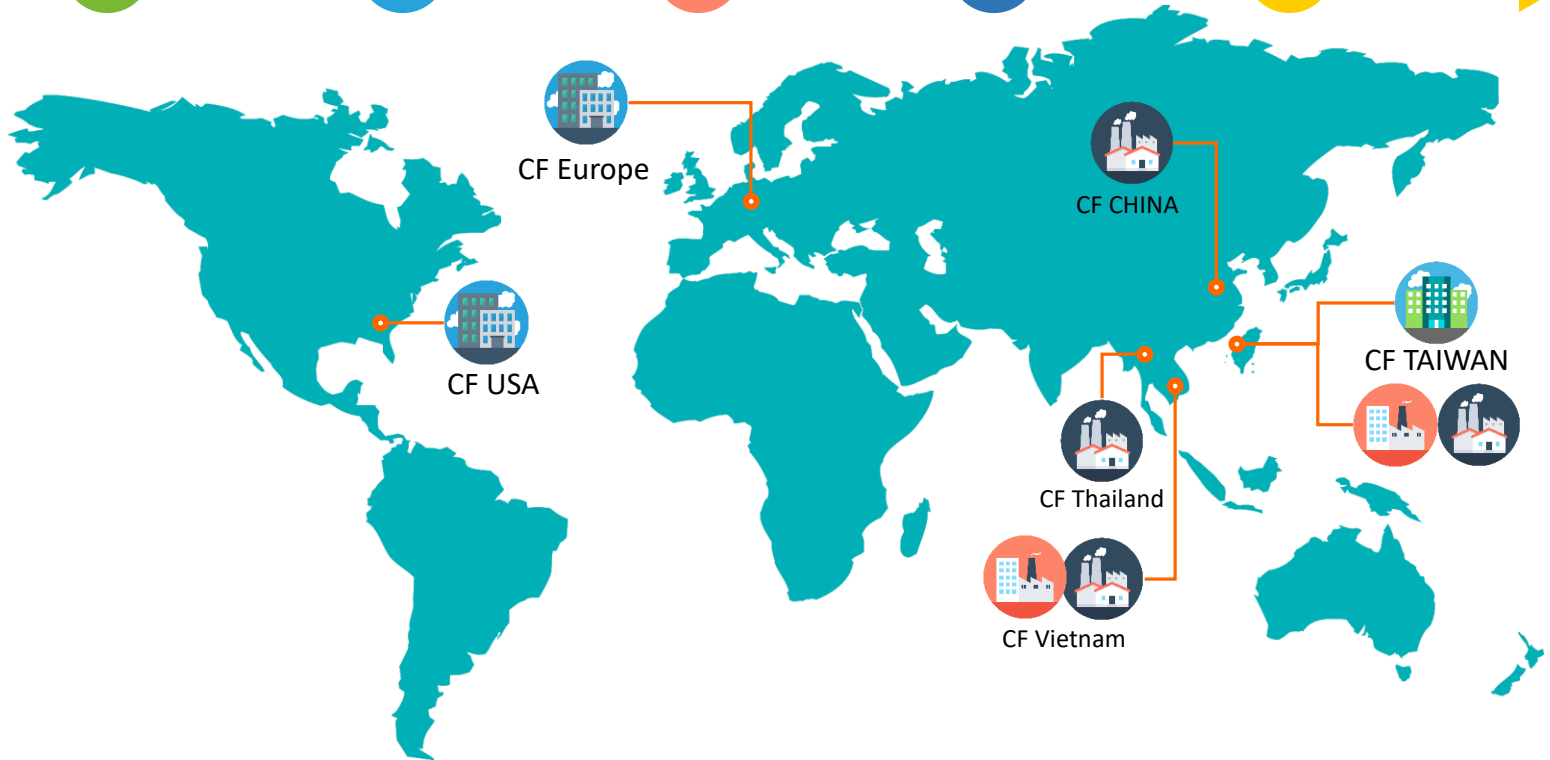 CF Europe
CF CHINA
CF USA
CF TAIWAN
CF Thailand
CF Vietnam